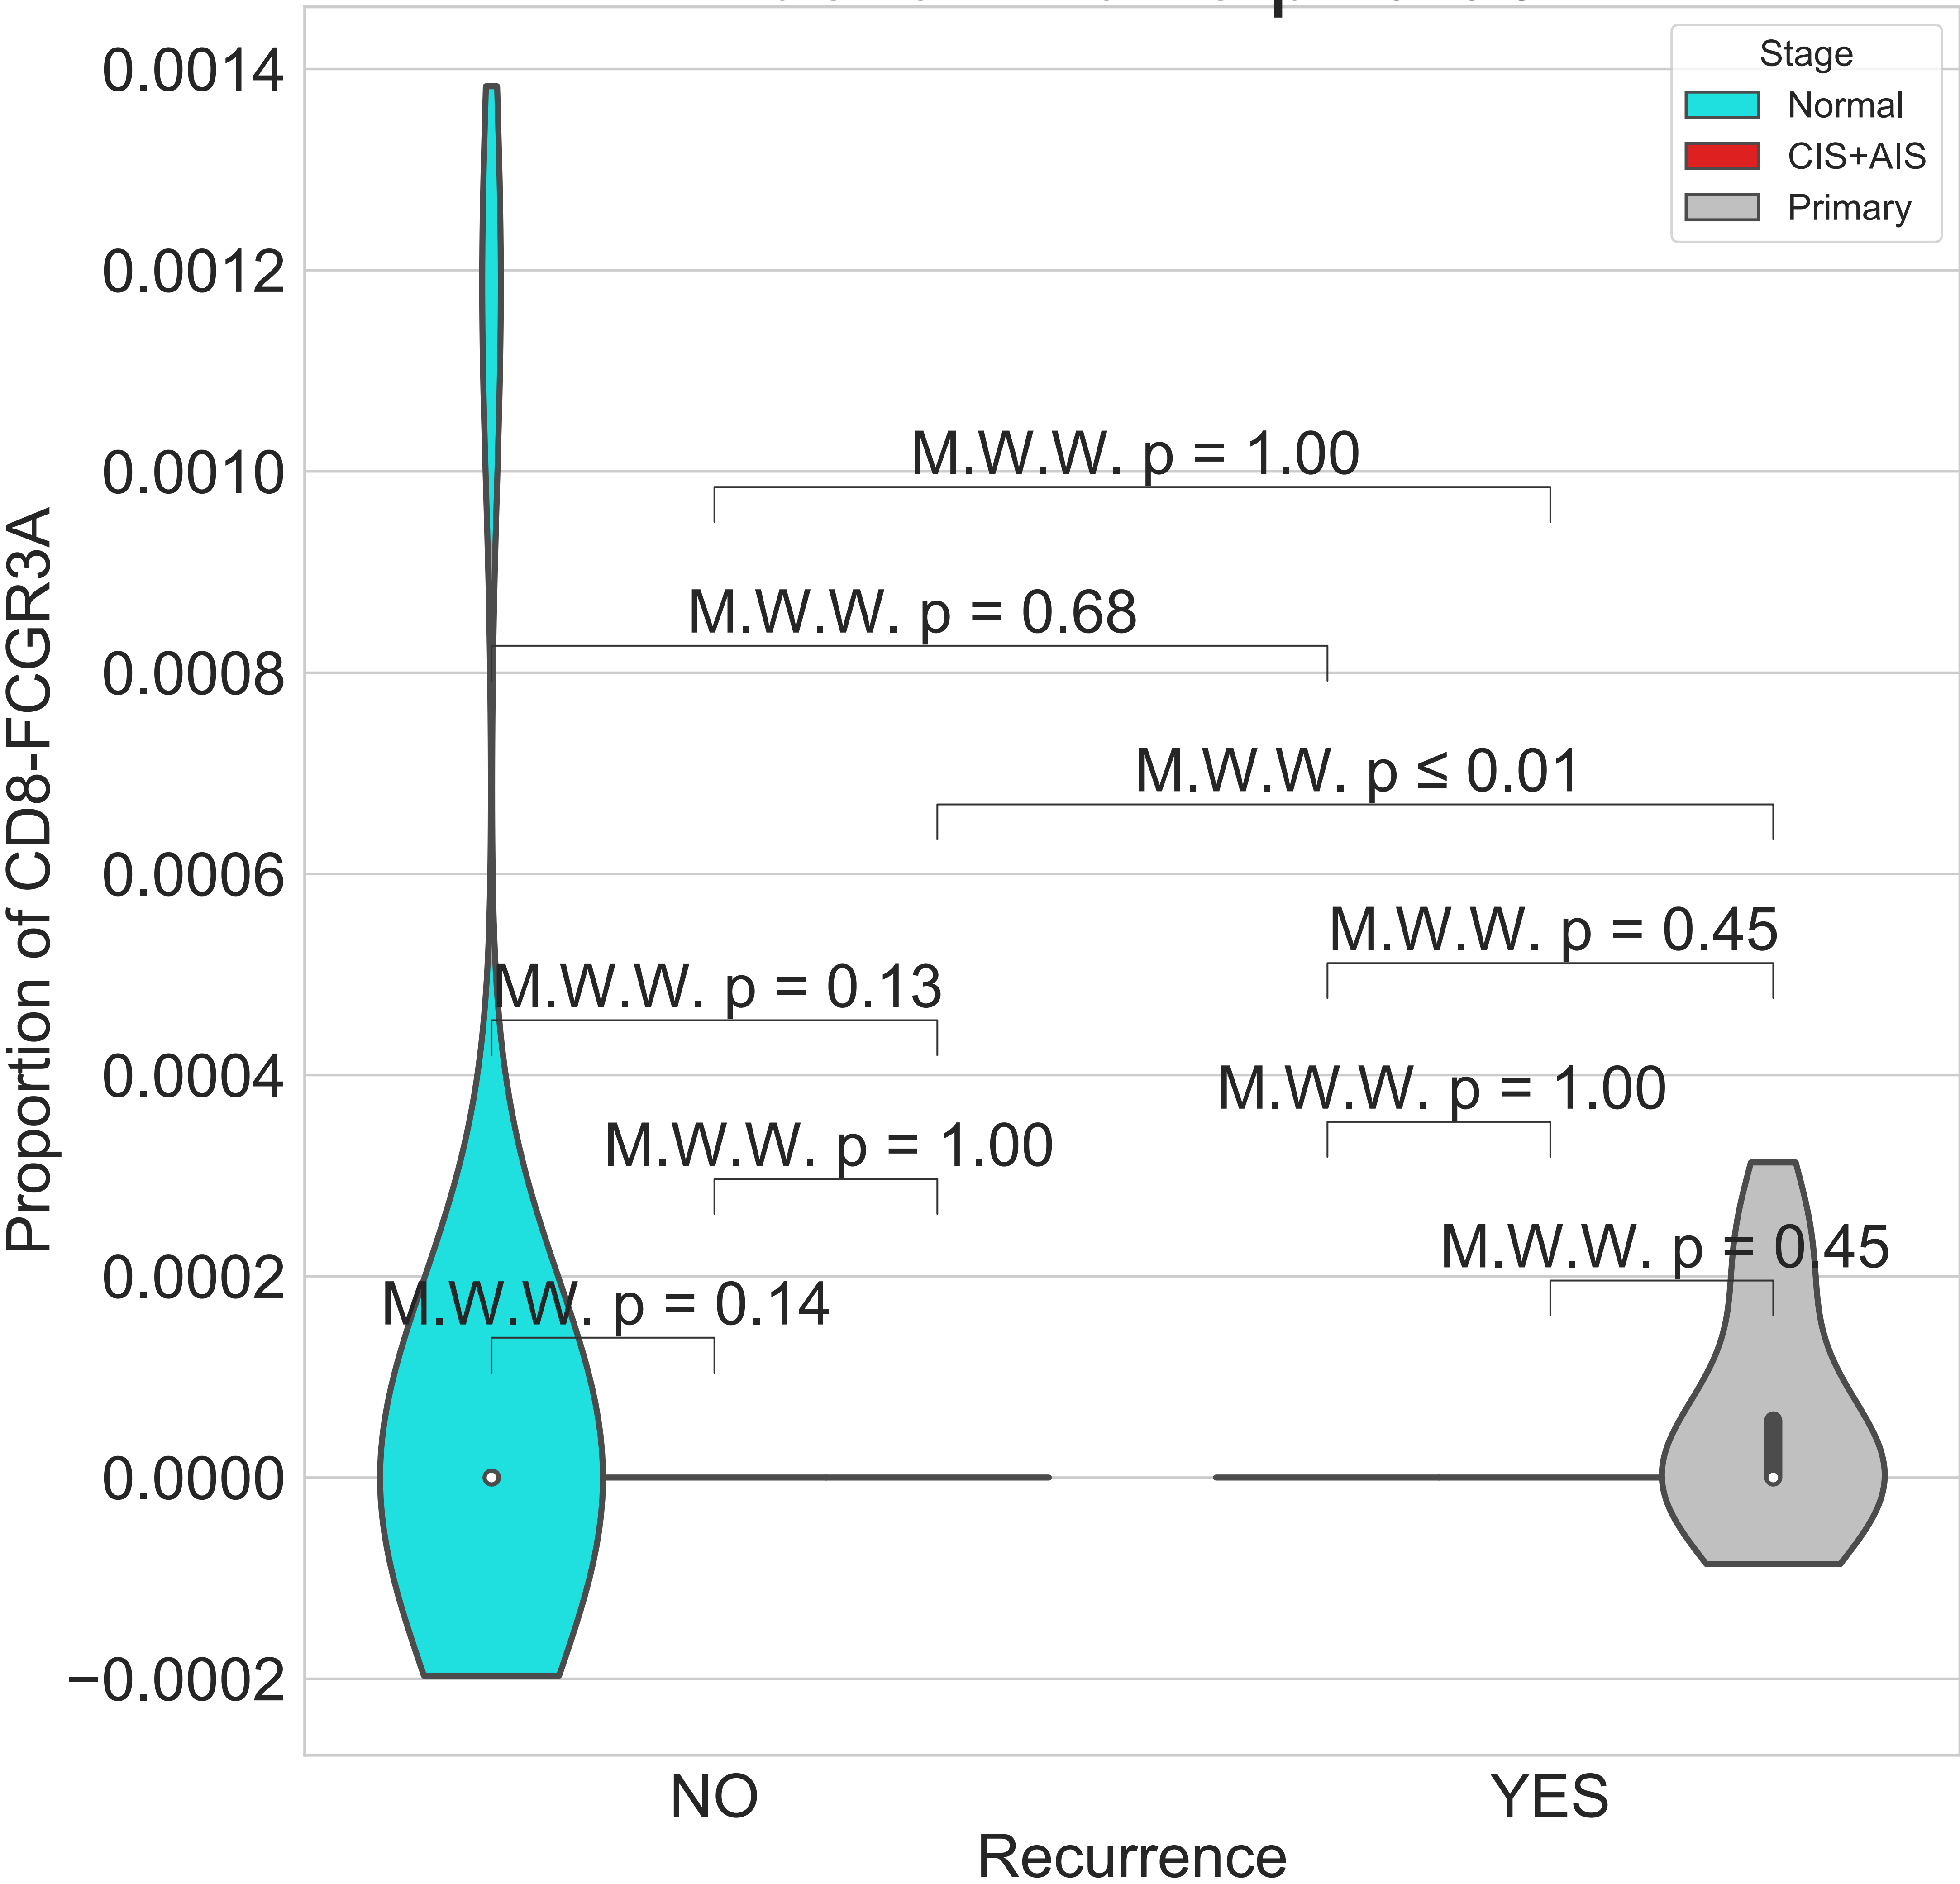 Stage
Normal
CIS+AIS
Primary
0.0014
0.0012
0.0010
0.0008
0.0006
0.0004
0.0002
0.0000
−0.0002
Proportion of CD8-FCGR3A
M.W.W. p = 1.00
M.W.W. p = 0.68
M.W.W. p ≤ 0.01
M.W.W. p = 0.45
M.W.W. p = 0.13
M.W.W. p = 1.00
M.W.W. p = 1.00
M.W.W. p = 0.45
M.W.W. p = 0.14
NO
YES
Recurrence